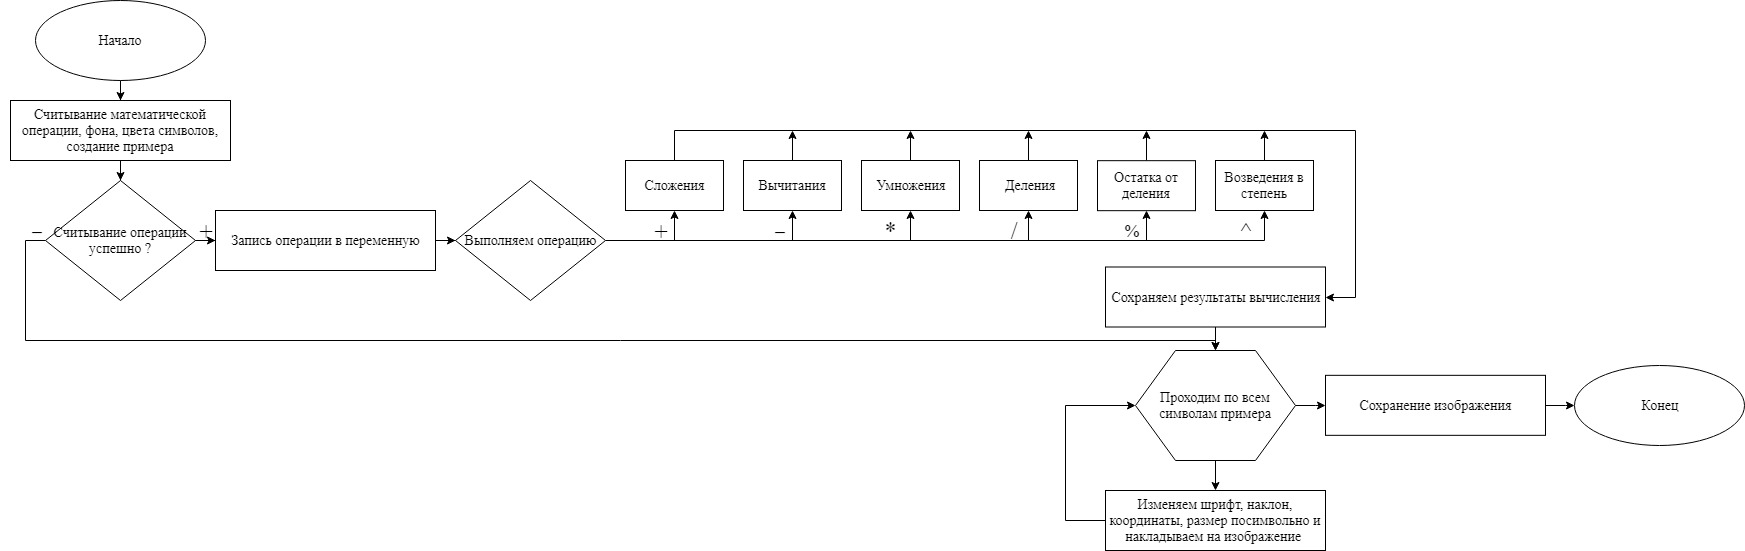 Начало
Считывание математической
операции, фона, цвета символов,
создание примера
Считывание операции
успешно ?
−
+
Запись операции в переменную
Выполняем операцию
Сложения
Вычитания
Умножения
Деления
Остатка от
деления
Возведения в
степень
+
−
*
/
%
^
Сохраняем результаты вычисления
Проходим по всем
символам примера
Сохранение изображения
Конец
Изменяем шрифт, наклон,
координаты, размер посимвольно и
накладываем на изображение